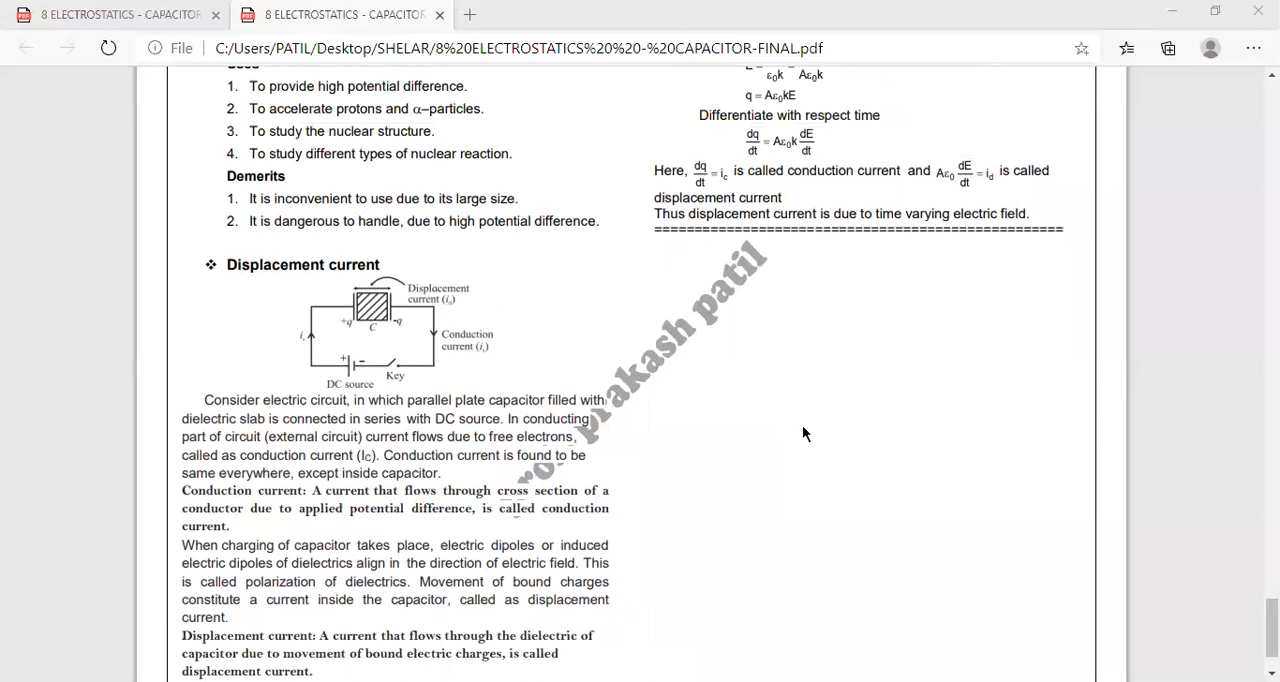 8 ELECTROSTATICS - CAPACITOR
8 ELECTROSTATICS - CAPACITOR
File
C:/Users/PATIL/Desktop/SHELAR/8%20ELECTROSTATICS%20%20-%20CAPACITOR-FINAL.pdf
1. To provide high potential difference.
2. To accelerate protons and α–particles.
3. To study the nuclear structure.
4. To study different types of nuclear reaction.
Demerits
1. It is inconvenient to use due to its large size.
2. It is dangerous to handle, due to high potential difference.
❖ Displacement current
Displacement
current (i_d)
+q
-q
C
i_c
Conduction
current (i_c)
+ −
Key
DC source
Consider electric circuit, in which parallel plate capacitor filled with
dielectric slab is connected in series with DC source. In conducting
part of circuit (external circuit) current flows due to free electrons,
called as conduction current (I_C). Conduction current is found to be
same everywhere, except inside capacitor.
Conduction current: A current that flows through cross section of a
conductor due to applied potential difference, is called conduction
current.
When charging of capacitor takes place, electric dipoles or induced
electric dipoles of dielectrics align in the direction of electric field. This
is called polarization of dielectrics. Movement of bound charges
constitute a current inside the capacitor, called as displacement
current.
Displacement current: A current that flows through the dielectric of
capacitor due to movement of bound electric charges, is called
displacement current.
ε₀k Aε₀k
q = Aε₀kE
Differentiate with respect time
dq/dt = Aε₀k dE/dt
Here, dq/dt = i_c is called conduction current and Aε₀ dE/dt = i_d is called
displacement current
Thus displacement current is due to time varying electric field.
====================================================
prakash patil